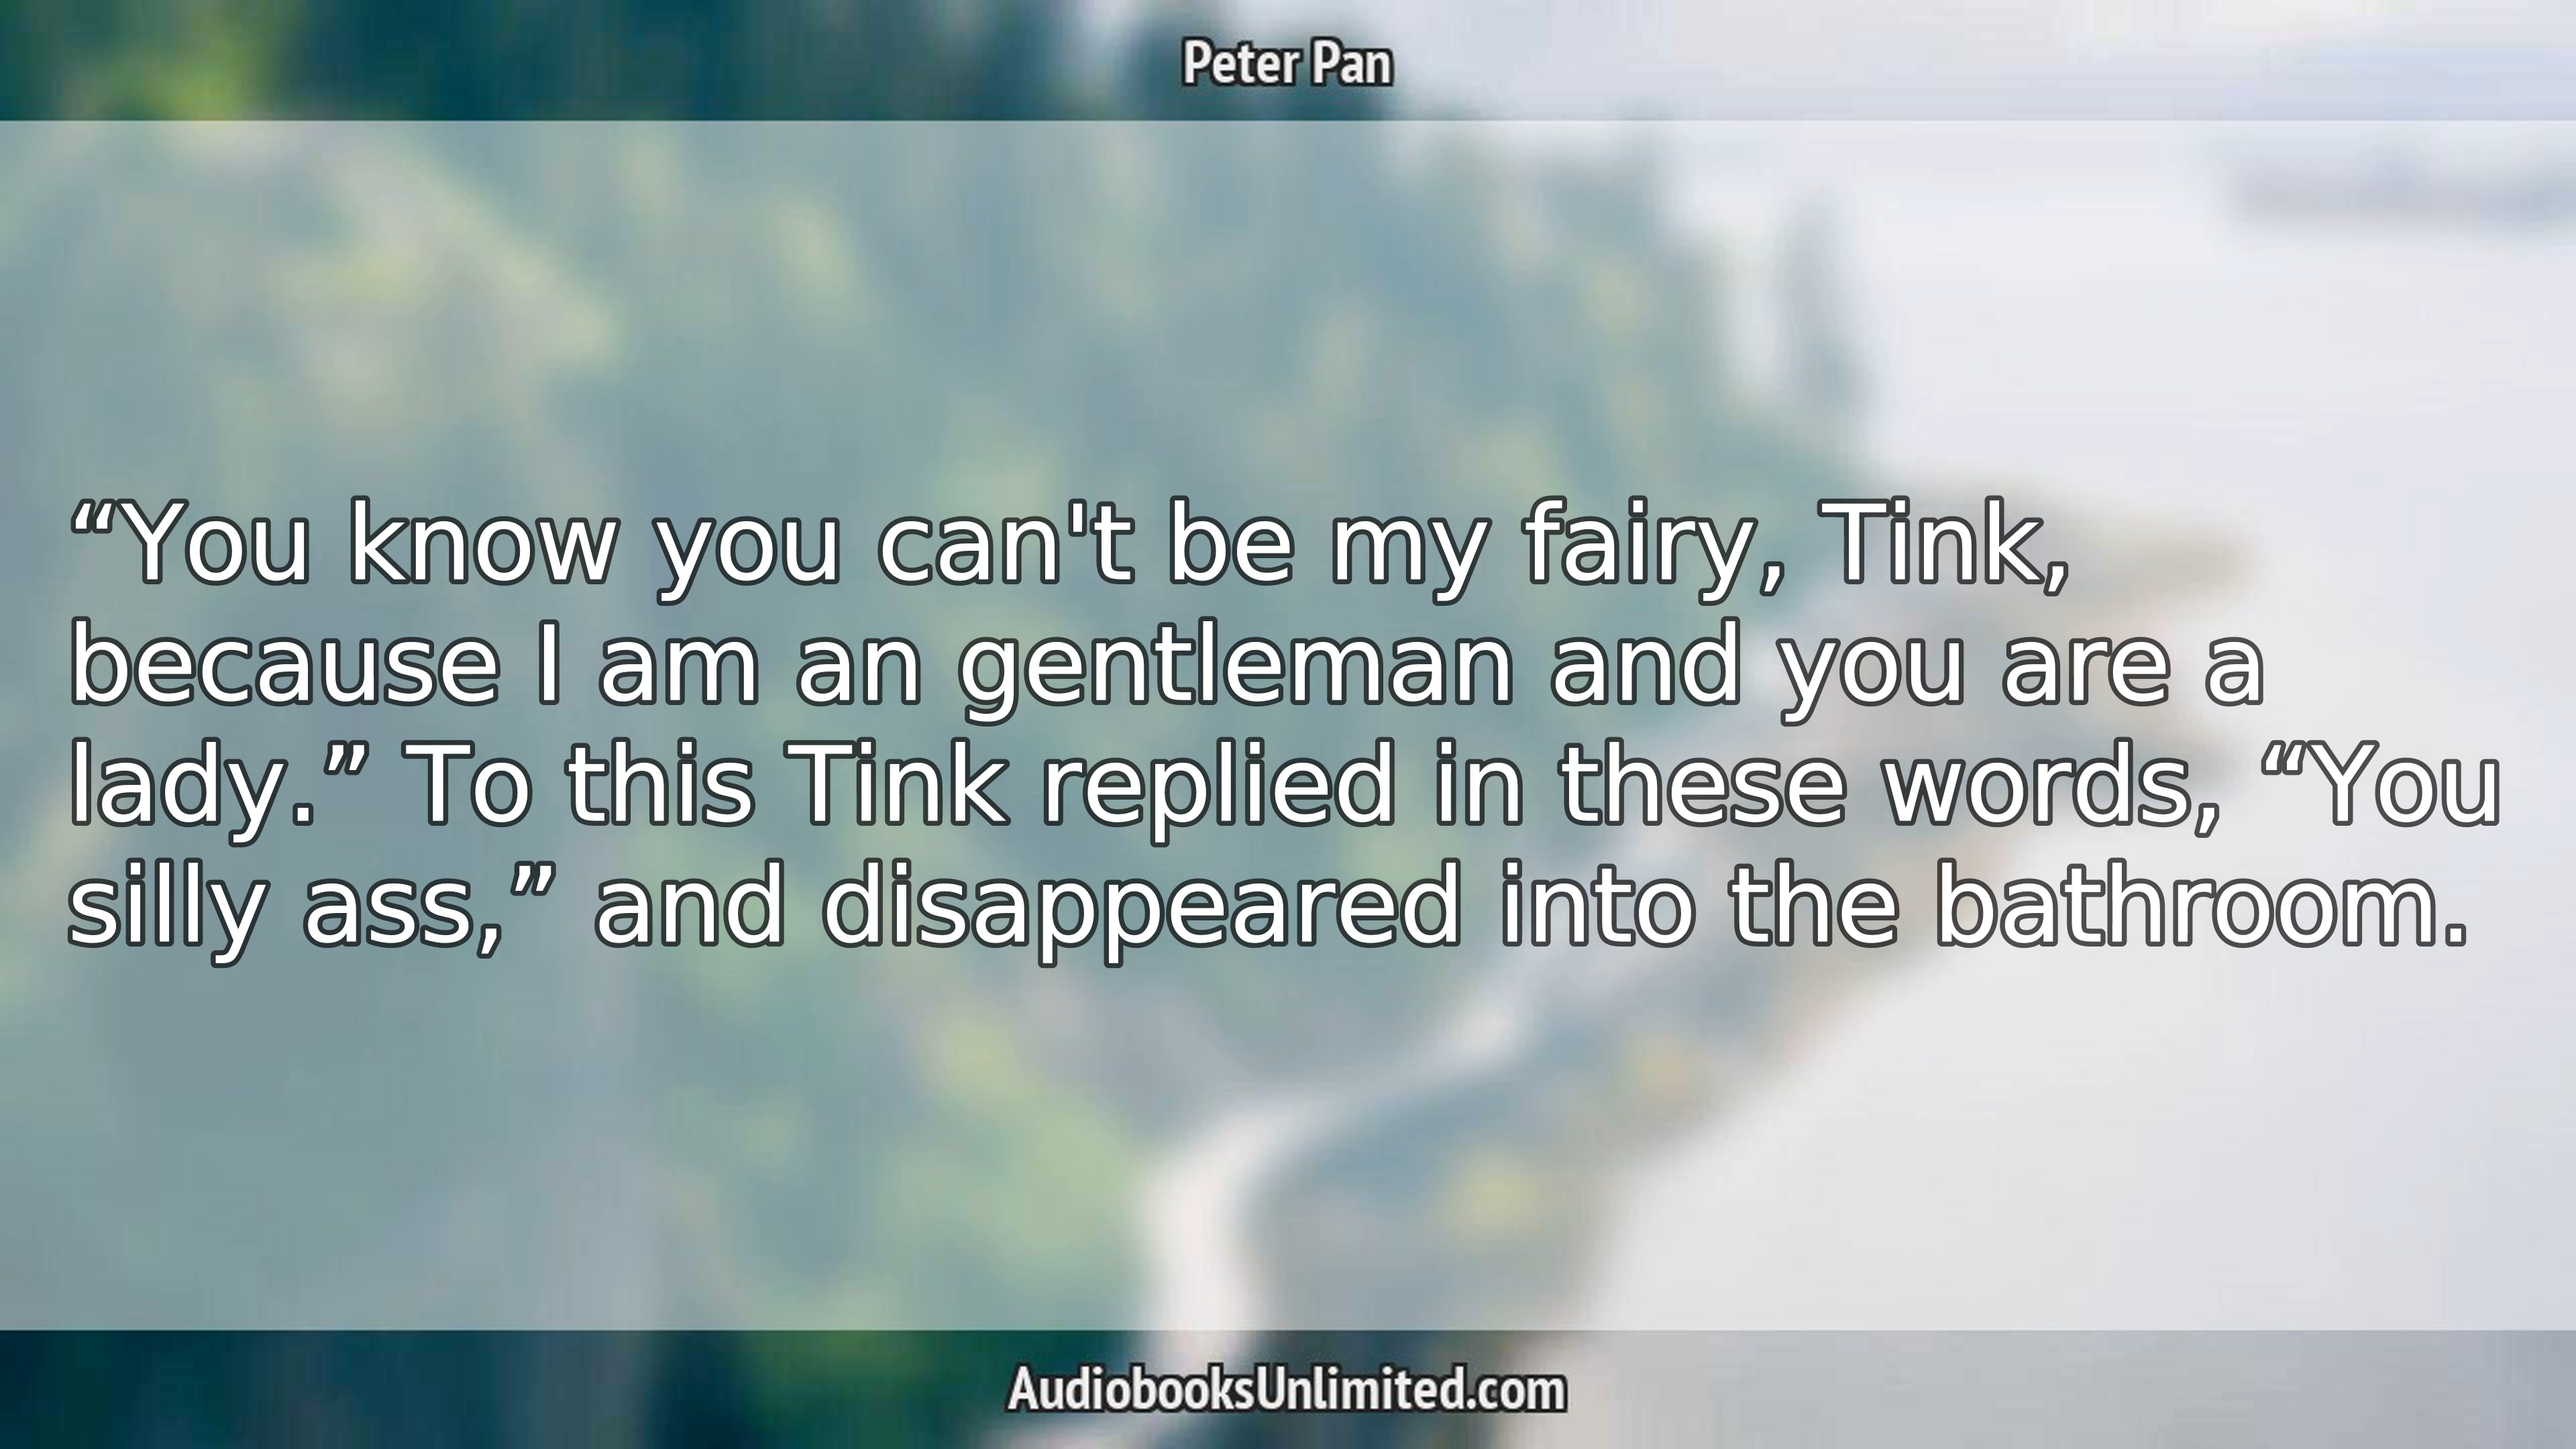 Peter Pan
“You know you can't be my fairy, Tink,
because I am an gentleman and you are a
lady.” To this Tink replied in these words, “You
silly ass,” and disappeared into the bathroom.
AudiobooksUnlimited.com